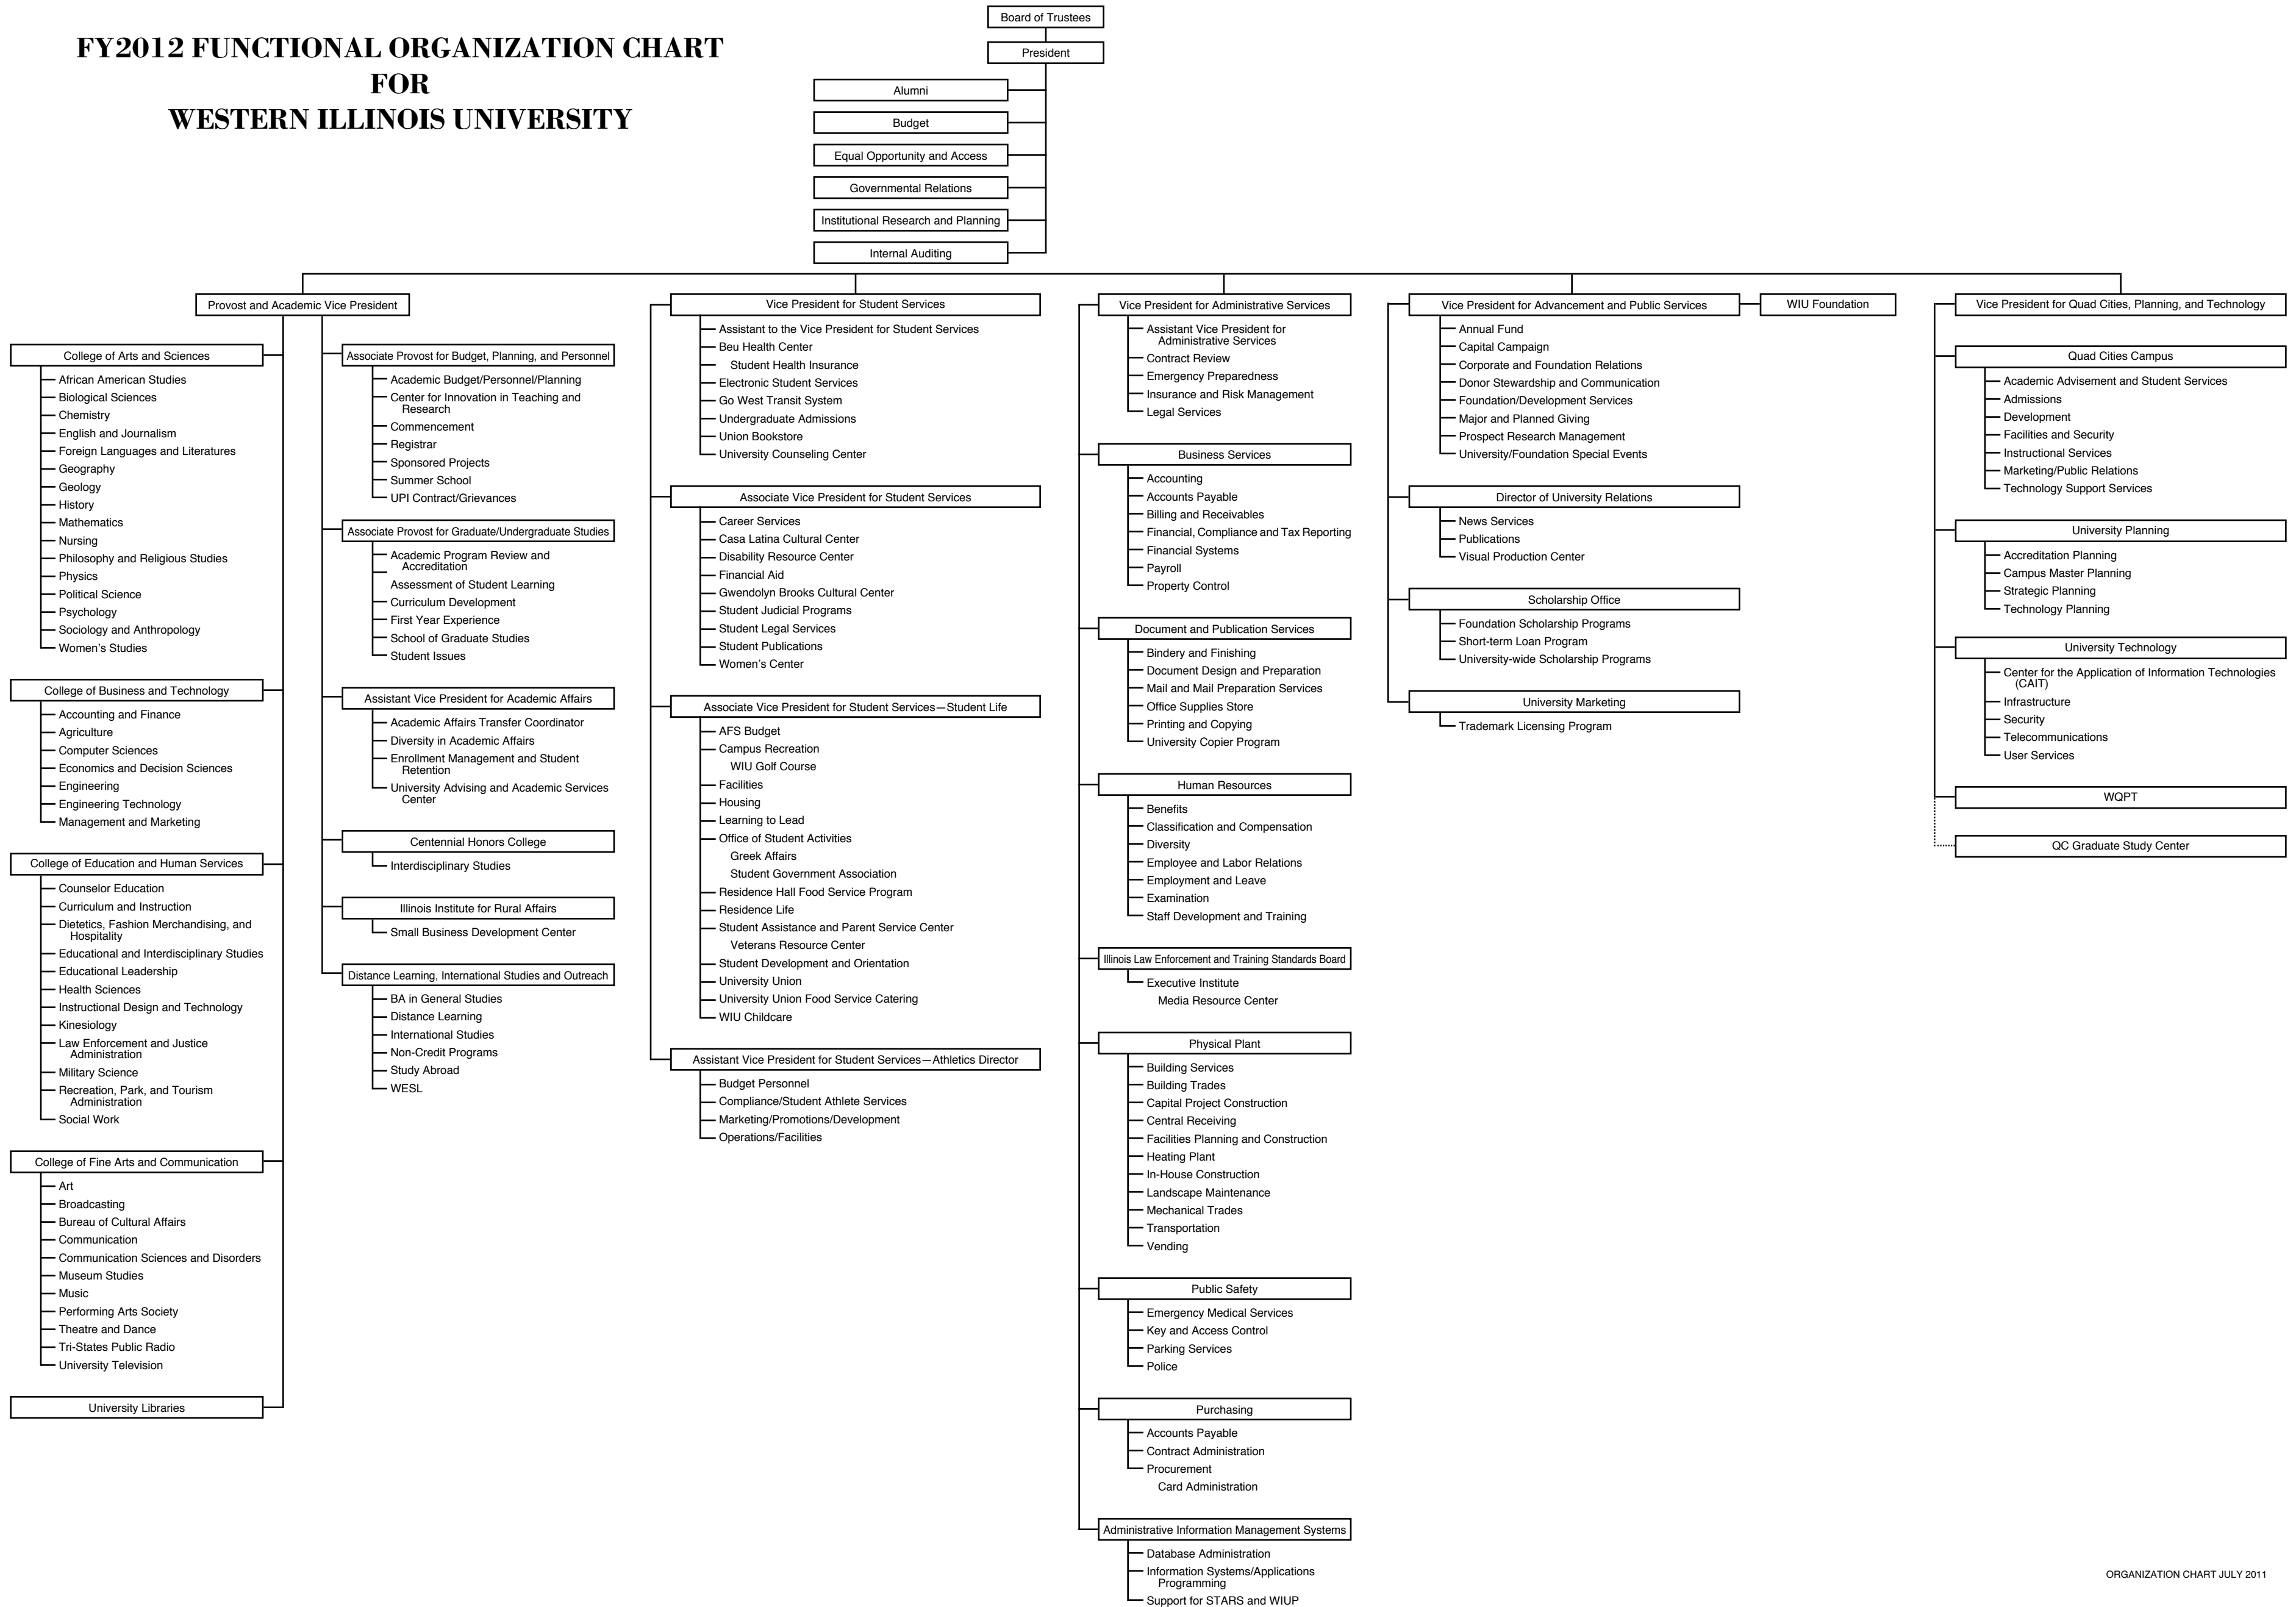 FY2012 FUNCTIONAL ORGANIZATION CHART
FOR
WESTERN ILLINOIS UNIVERSITY
Board of Trustees
President
Alumni
Budget
Equal Opportunity and Access
Governmental Relations
Institutional Research and Planning
Internal Auditing
Provost and Academic Vice President
College of Arts and Sciences
African American Studies
Biological Sciences
Chemistry
English and Journalism
Foreign Languages and Literatures
Geography
Geology
History
Mathematics
Nursing
Philosophy and Religious Studies
Physics
Political Science
Psychology
Sociology and Anthropology
Women’s Studies
College of Business and Technology
Accounting and Finance
Agriculture
Computer Sciences
Economics and Decision Sciences
Engineering
Engineering Technology
Management and Marketing
College of Education and Human Services
Counselor Education
Curriculum and Instruction
Dietetics, Fashion Merchandising, and
Hospitality
Educational and Interdisciplinary Studies
Educational Leadership
Health Sciences
Instructional Design and Technology
Kinesiology
Law Enforcement and Justice
Administration
Military Science
Recreation, Park, and Tourism
Administration
Social Work
College of Fine Arts and Communication
Art
Broadcasting
Bureau of Cultural Affairs
Communication
Communication Sciences and Disorders
Museum Studies
Music
Performing Arts Society
Theatre and Dance
Tri-States Public Radio
University Television
University Libraries
Associate Provost for Budget, Planning, and Personnel
Academic Budget/Personnel/Planning
Center for Innovation in Teaching and
Research
Commencement
Registrar
Sponsored Projects
Summer School
UPI Contract/Grievances
Associate Provost for Graduate/Undergraduate Studies
Academic Program Review and
Accreditation
Assessment of Student Learning
Curriculum Development
First Year Experience
School of Graduate Studies
Student Issues
Assistant Vice President for Academic Affairs
Academic Affairs Transfer Coordinator
Diversity in Academic Affairs
Enrollment Management and Student
Retention
University Advising and Academic Services
Center
Centennial Honors College
Interdisciplinary Studies
Illinois Institute for Rural Affairs
Small Business Development Center
Distance Learning, International Studies and Outreach
BA in General Studies
Distance Learning
International Studies
Non-Credit Programs
Study Abroad
WESL
Vice President for Student Services
Assistant to the Vice President for Student Services
Beu Health Center
Student Health Insurance
Electronic Student Services
Go West Transit System
Undergraduate Admissions
Union Bookstore
University Counseling Center
Associate Vice President for Student Services
Career Services
Casa Latina Cultural Center
Disability Resource Center
Financial Aid
Gwendolyn Brooks Cultural Center
Student Judicial Programs
Student Legal Services
Student Publications
Women’s Center
Associate Vice President for Student Services—Student Life
AFS Budget
Campus Recreation
WIU Golf Course
Facilities
Housing
Learning to Lead
Office of Student Activities
Greek Affairs
Student Government Association
Residence Hall Food Service Program
Residence Life
Student Assistance and Parent Service Center
Veterans Resource Center
Student Development and Orientation
University Union
University Union Food Service Catering
WIU Childcare
Assistant Vice President for Student Services—Athletics Director
Budget Personnel
Compliance/Student Athlete Services
Marketing/Promotions/Development
Operations/Facilities
Vice President for Administrative Services
Assistant Vice President for
Administrative Services
Contract Review
Emergency Preparedness
Insurance and Risk Management
Legal Services
Business Services
Accounting
Accounts Payable
Billing and Receivables
Financial, Compliance and Tax Reporting
Financial Systems
Payroll
Property Control
Document and Publication Services
Bindery and Finishing
Document Design and Preparation
Mail and Mail Preparation Services
Office Supplies Store
Printing and Copying
University Copier Program
Human Resources
Benefits
Classification and Compensation
Diversity
Employee and Labor Relations
Employment and Leave
Examination
Staff Development and Training
Illinois Law Enforcement and Training Standards Board
Executive Institute
Media Resource Center
Physical Plant
Building Services
Building Trades
Capital Project Construction
Central Receiving
Facilities Planning and Construction
Heating Plant
In-House Construction
Landscape Maintenance
Mechanical Trades
Transportation
Vending
Public Safety
Emergency Medical Services
Key and Access Control
Parking Services
Police
Purchasing
Accounts Payable
Contract Administration
Procurement
Card Administration
Administrative Information Management Systems
Database Administration
Information Systems/Applications
Programming
Support for STARS and WIUP
Vice President for Advancement and Public Services
WIU Foundation
Annual Fund
Capital Campaign
Corporate and Foundation Relations
Donor Stewardship and Communication
Foundation/Development Services
Major and Planned Giving
Prospect Research Management
University/Foundation Special Events
Director of University Relations
News Services
Publications
Visual Production Center
Scholarship Office
Foundation Scholarship Programs
Short-term Loan Program
University-wide Scholarship Programs
University Marketing
Trademark Licensing Program
Vice President for Quad Cities, Planning, and Technology
Quad Cities Campus
Academic Advisement and Student Services
Admissions
Development
Facilities and Security
Instructional Services
Marketing/Public Relations
Technology Support Services
University Planning
Accreditation Planning
Campus Master Planning
Strategic Planning
Technology Planning
University Technology
Center for the Application of Information Technologies
(CAIT)
Infrastructure
Security
Telecommunications
User Services
WQPT
QC Graduate Study Center
ORGANIZATION CHART JULY 2011